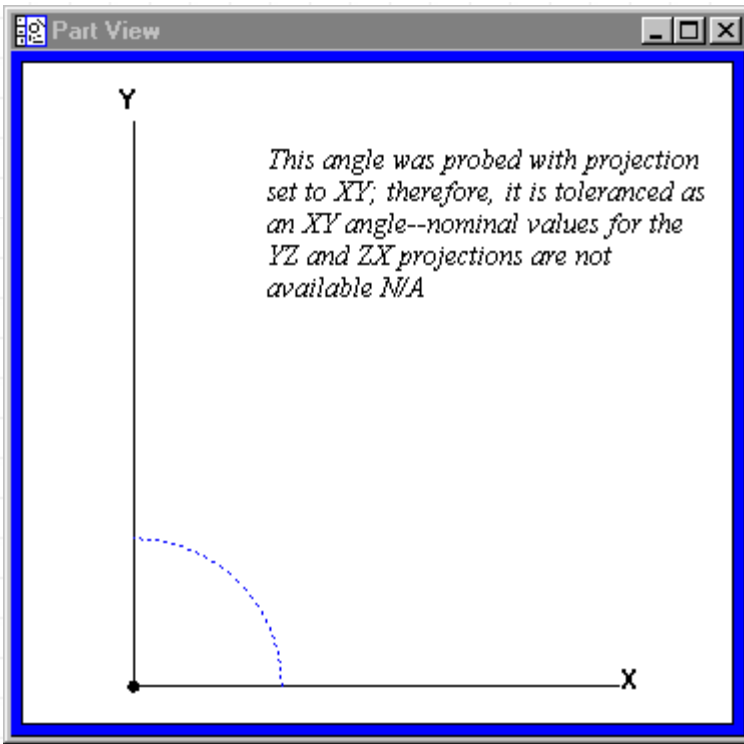 Part View
Y
This angle was probed with projection
set to XY; therefore, it is toleranced as
an XY angle--nominal values for the
YZ and ZX projections are not
available N/A
X